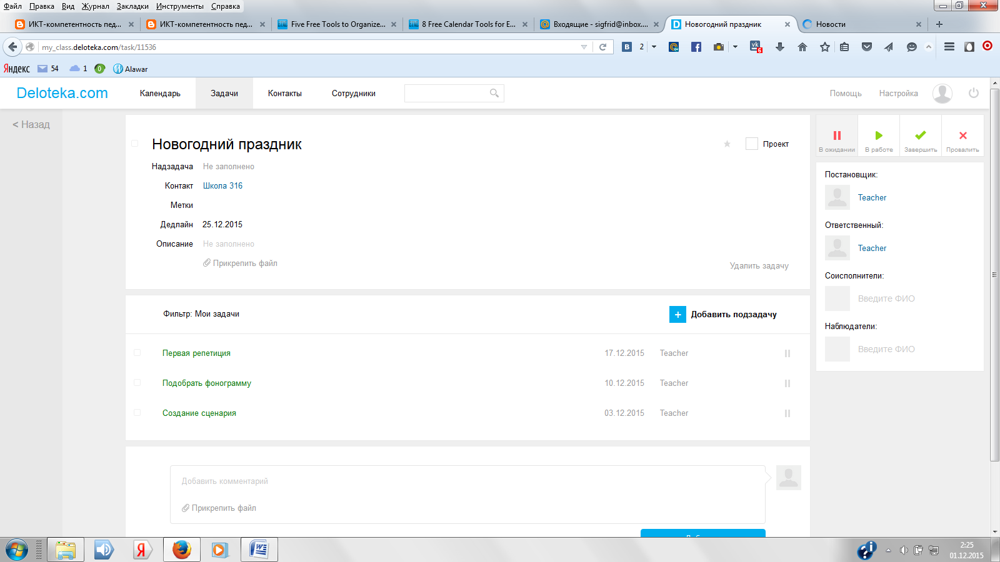 Файл Правка Вид Журнал Закладки Инструменты Справка
ИКТ-компетентность пед... ИКТ-компетентность пед... Five Free Tools to Organize... 8 Free Calendar Tools for E... Входящие - sigfrid@inbox.... Новогодний праздник Новости
my_class.deloteka.com/task/11536 2 6
Яндекс 54 1 0 Alawar
Deloteka.com Календарь Задачи Контакты Сотрудники Помощь Настройка
< Назад
Новогодний праздник Проект
Надзадача Не заполнено
Контакт Школа 316
Метки
Дедлайн 25.12.2015
Описание Не заполнено
Прикрепить файл
Удалить задачу
В ожидании В работе Завершить Провалить
Постановщик:
Teacher
Ответственный:
Teacher
Соисполнители:
Введите ФИО
Наблюдатели:
Введите ФИО
Фильтр: Мои задачи + Добавить подзадачу
Первая репетиция 17.12.2015 Teacher
Подобрать фонограмму 10.12.2015 Teacher
Создание сценария 03.12.2015 Teacher
Добавить комментарий
Прикрепить файл
2:25
01.12.2015